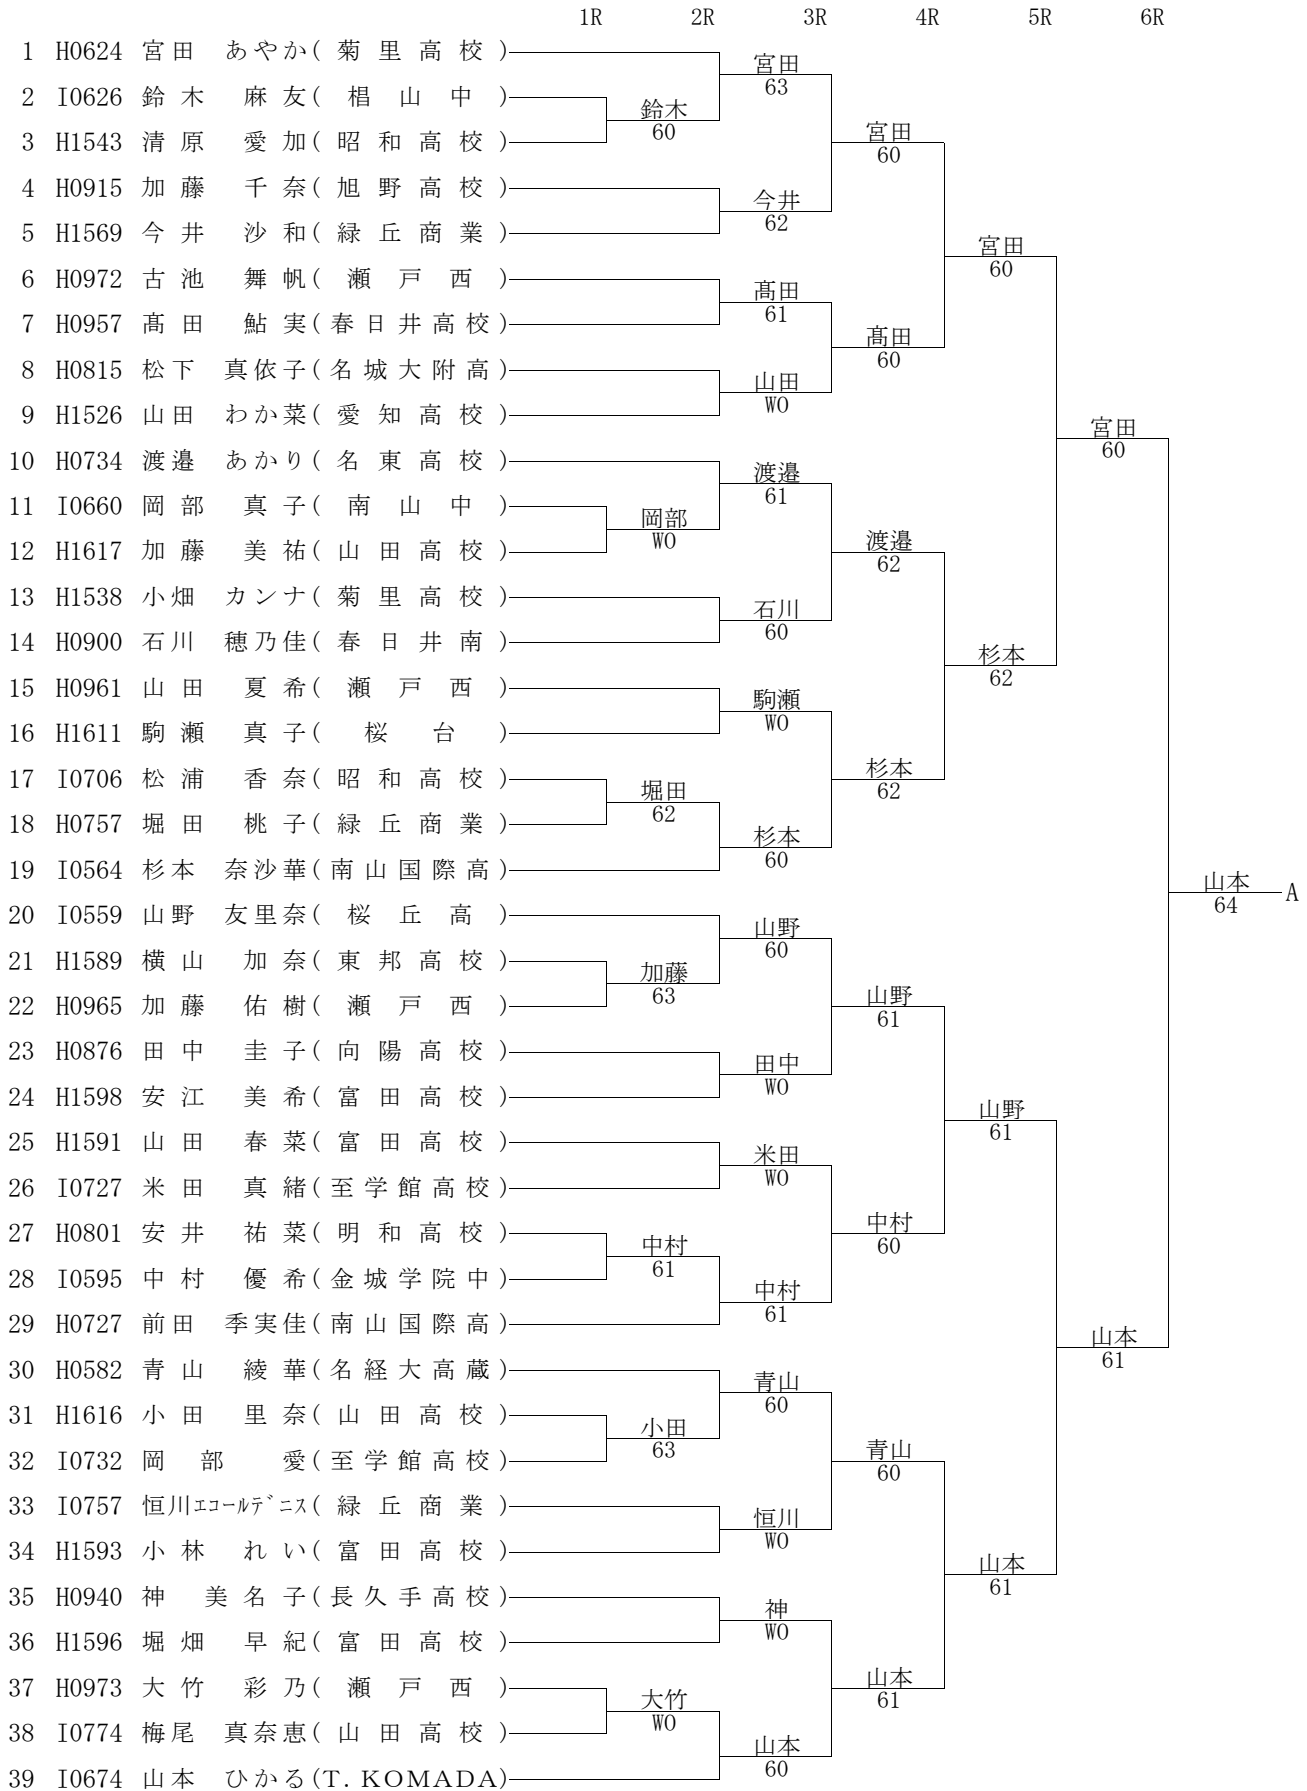 1R 2R 3R 4R 5R 6R
1 H0624 宮田 あやか(菊里高校)
宮田
63
2 I0626 鈴木 麻友(椙山中)
鈴木
60
3 H1543 清原 愛加(昭和高校)
宮田
60
4 H0915 加藤 千奈(旭野高校)
今井
62
5 H1569 今井 沙和(緑丘商業)
宮田
60
6 H0972 古池 舞帆(瀬戸西)
髙田
61
7 H0957 髙田 鮎実(春日井高校)
髙田
60
8 H0815 松下 真依子(名城大附高)
山田
WO
9 H1526 山田 わか菜(愛知高校)
宮田
60
10 H0734 渡邉 あかり(名東高校)
渡邉
61
11 I0660 岡部 真子(南山中)
岡部
WO
12 H1617 加藤 美祐(山田高校)
渡邉
62
13 H1538 小畑 カンナ(菊里高校)
石川
60
14 H0900 石川 穂乃佳(春日井南)
杉本
62
15 H0961 山田 夏希(瀬戸西)
駒瀬
WO
16 H1611 駒瀬 真子(桜台)
杉本
62
17 I0706 松浦 香奈(昭和高校)
堀田
62
18 H0757 堀田 桃子(緑丘商業)
杉本
60
19 I0564 杉本 奈沙華(南山国際高)
山本
64
A
20 I0559 山野 友里奈(桜丘高)
山野
60
21 H1589 横山 加奈(東邦高校)
加藤
63
22 H0965 加藤 佑樹(瀬戸西)
山野
61
23 H0876 田中 圭子(向陽高校)
田中
WO
24 H1598 安江 美希(富田高校)
山野
61
25 H1591 山田 春菜(富田高校)
米田
WO
26 I0727 米田 真緒(至学館高校)
中村
60
27 H0801 安井 祐菜(明和高校)
中村
61
28 I0595 中村 優希(金城学院中)
中村
61
29 H0727 前田 季実佳(南山国際高)
山本
61
30 H0582 青山 綾華(名経大高蔵)
青山
60
31 H1616 小田 里奈(山田高校)
小田
63
32 I0732 岡部 愛(至学館高校)
青山
60
33 I0757 恒川エコールデニス(緑丘商業)
恒川
WO
34 H1593 小林 れい(富田高校)
山本
61
35 H0940 神 美名子(長久手高校)
神
WO
36 H1596 堀畑 早紀(富田高校)
山本
61
37 H0973 大竹 彩乃(瀬戸西)
大竹
WO
38 I0774 梅尾 真奈恵(山田高校)
山本
60
39 I0674 山本 ひかる(T.KOMADA)